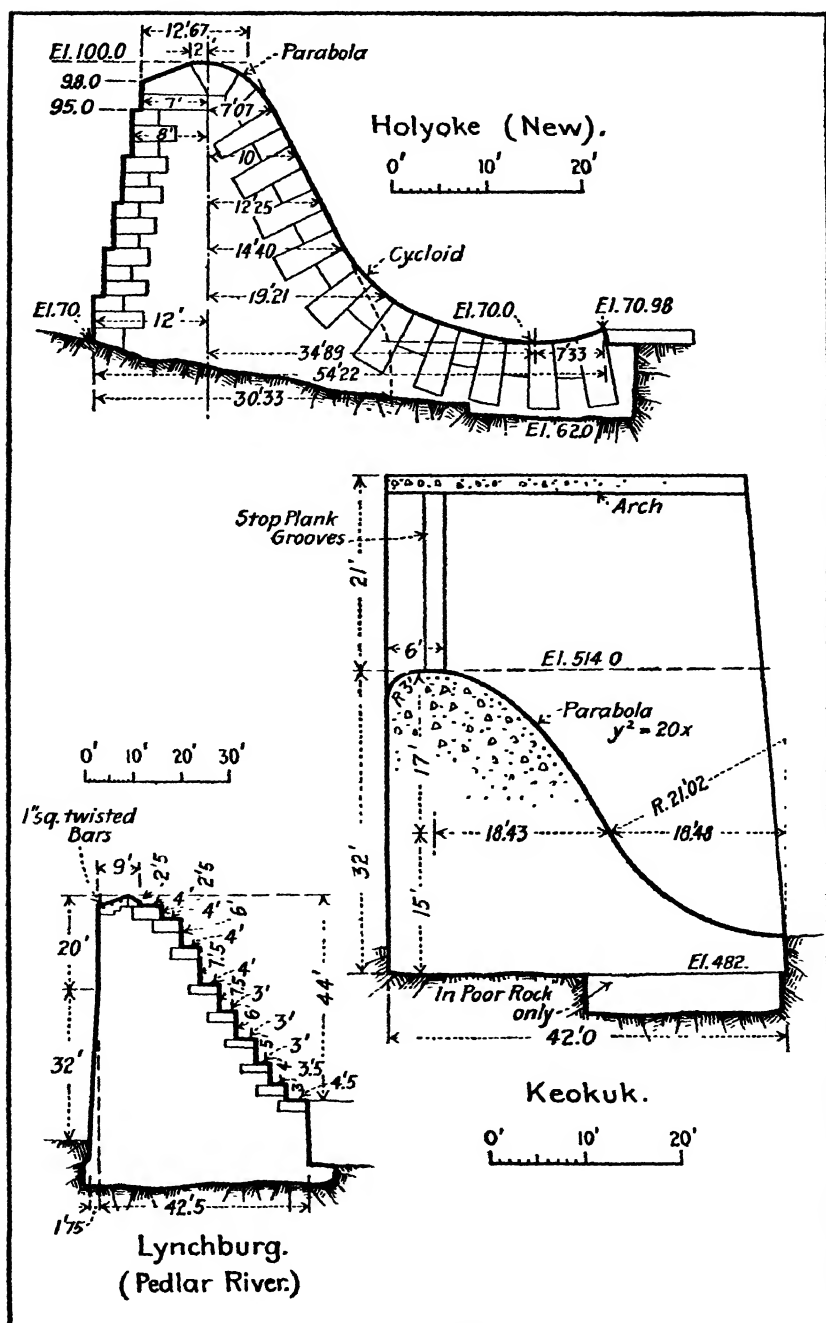 12'.67
2'
El.100.0
Parabola
98.0
95.0
7'
7'.07
8'
Holyoke (New).
0' 10' 20'
10
12'.25
14'.40
Cycloid
19'.21
El.70.
12'
El.70.0
El.70.98
34'.89
7'.33
54'.22
30'.33
El.62.0
Stop Plank
Grooves
Arch
21'
6'
El.514.0
R.3'
Parabola
y² = 20x
17'
R.21'.02
18'.43
18'.48
32'
15'
El.482.
In Poor Rock
only
42'.0
Keokuk.
0' 10' 20'
0' 10' 20' 30'
1"sq. twisted
Bars
9'
2'.5
2'.5
4'
4'
6'
4'
7'.5
4'
7'.5
3'
6'
3'
5'
3'
4'
3'.5
3'
4'.5
20'
32'
44'
42'.5
1'.75
Lynchburg.
(Pedlar River.)